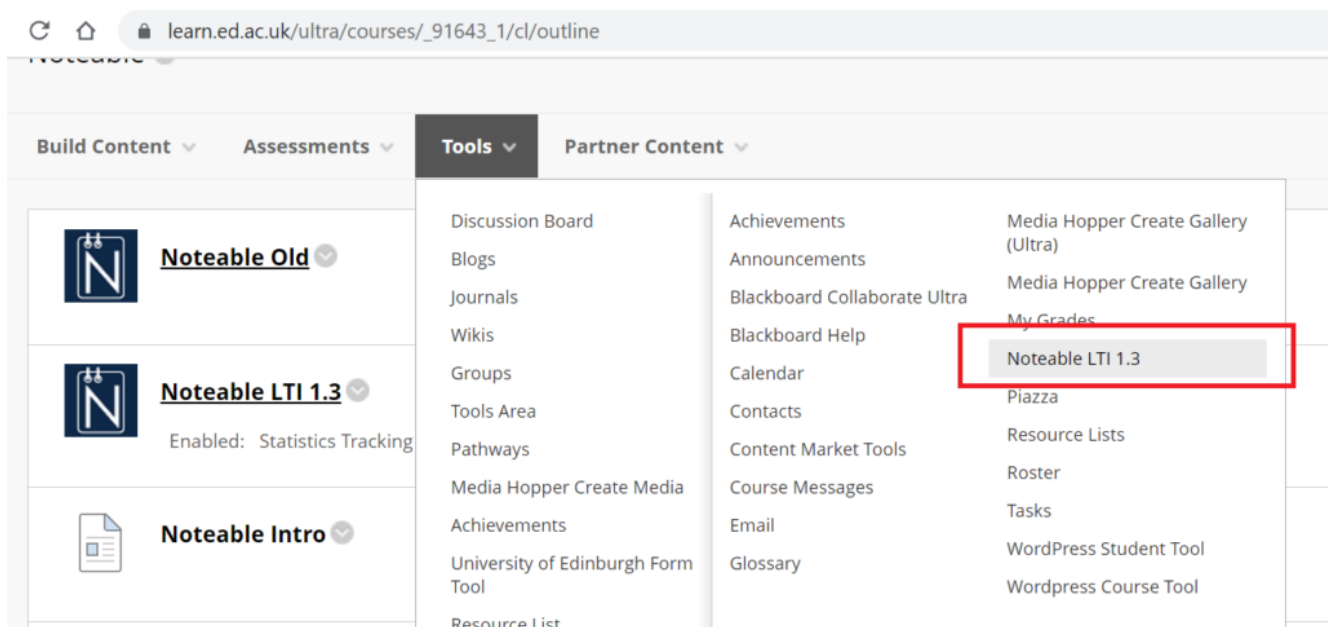 learn.ed.ac.uk/ultra/courses/_91643_1/cl/outline
Noteable
Build Content
Assessments
Tools
Partner Content
N
Noteable Old
N
Noteable LTI 1.3
Enabled: Statistics Tracking
Noteable Intro
Discussion Board
Blogs
Journals
Wikis
Groups
Tools Area
Pathways
Media Hopper Create Media
Achievements
University of Edinburgh Form
Tool
Resource List
Achievements
Announcements
Blackboard Collaborate Ultra
Blackboard Help
Calendar
Contacts
Content Market Tools
Course Messages
Email
Glossary
Media Hopper Create Gallery
(Ultra)
Media Hopper Create Gallery
My Grades
Noteable LTI 1.3
Piazza
Resource Lists
Roster
Tasks
WordPress Student Tool
Wordpress Course Tool